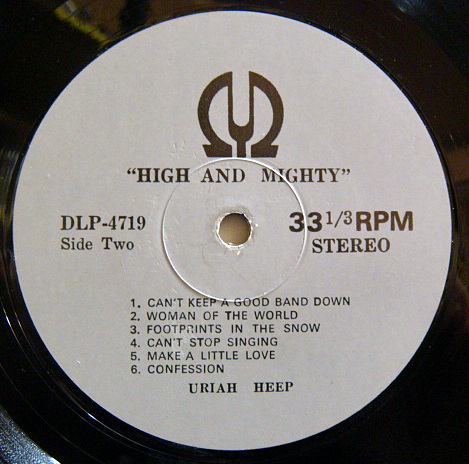 "HIGH AND MIGHTY"
DLP-4719
Side Two
33 1/3 RPM
STEREO
1. CAN'T KEEP A GOOD BAND DOWN
2. WOMAN OF THE WORLD
3. FOOTPRINTS IN THE SNOW
4. CAN'T STOP SINGING
5. MAKE A LITTLE LOVE
6. CONFESSION
URIAH HEEP